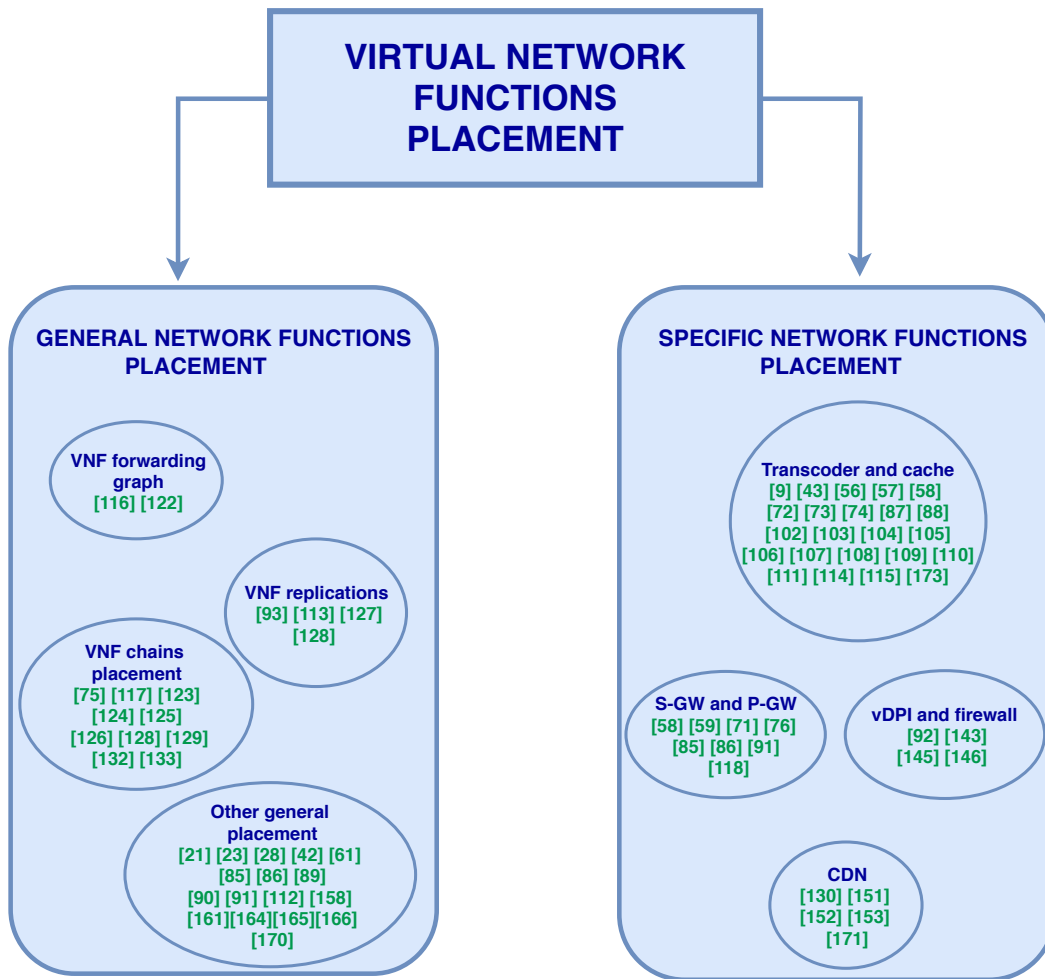 VIRTUAL NETWORK
FUNCTIONS
PLACEMENT
GENERAL NETWORK FUNCTIONS
PLACEMENT
VNF forwarding
graph
[116] [122]
VNF replications
[93] [113] [127]
[128]
VNF chains
placement
[75] [117] [123]
[124] [125]
[126] [128] [129]
[132] [133]
Other general
placement
[21] [23] [28] [42] [61]
[85] [86] [89]
[90] [91] [112] [158]
[161][164][165][166]
[170]
SPECIFIC NETWORK FUNCTIONS
PLACEMENT
Transcoder and cache
[9] [43] [56] [57] [58]
[72] [73] [74] [87] [88]
[102] [103] [104] [105]
[106] [107] [108] [109] [110]
[111] [114] [115] [173]
S-GW and P-GW
[58] [59] [71] [76]
[85] [86] [91]
[118]
vDPI and firewall
[92] [143]
[145] [146]
CDN
[130] [151]
[152] [153]
[171]